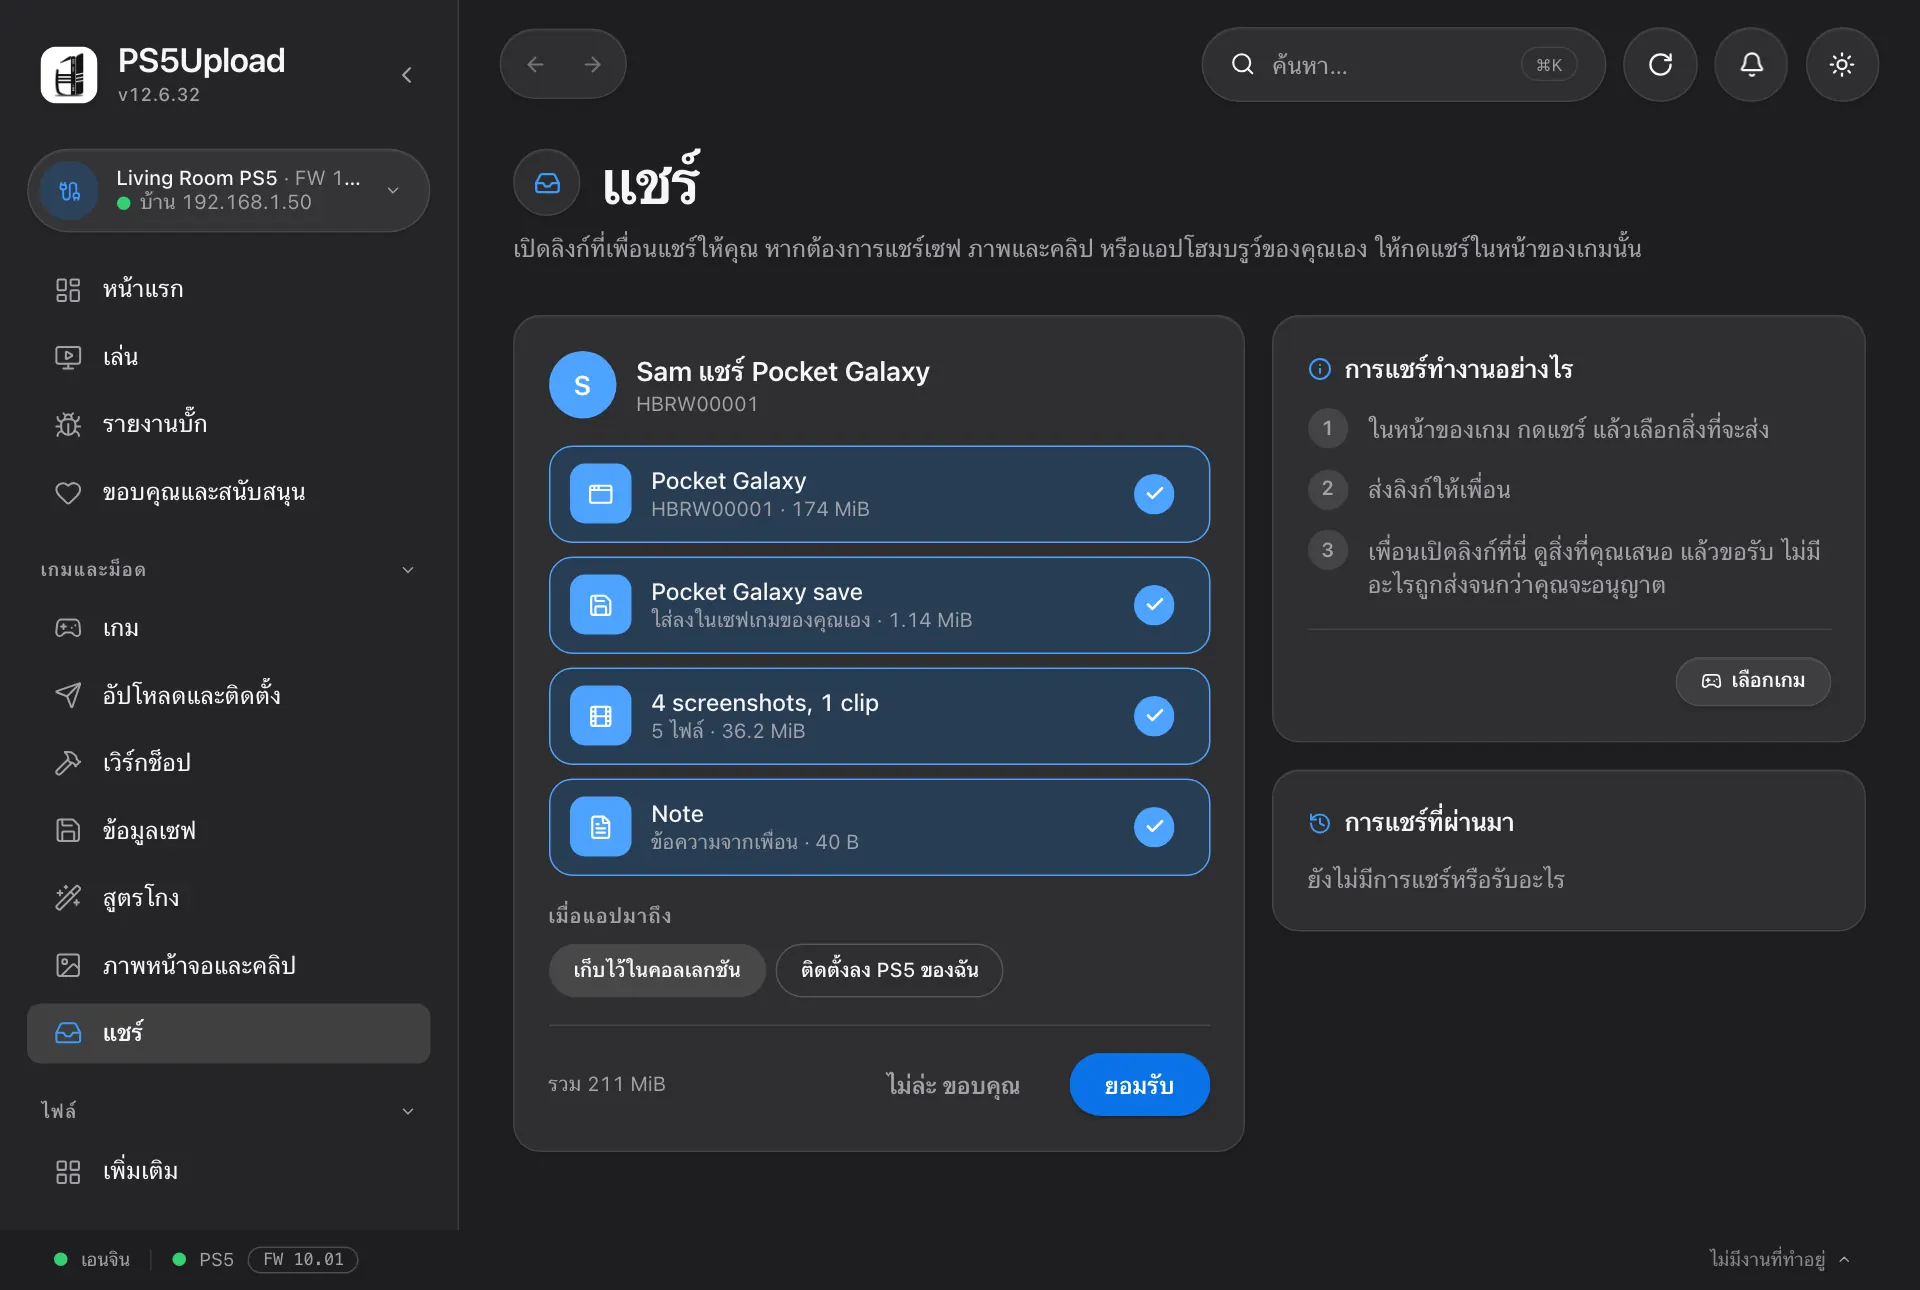 PS5Upload
v12.6.32
Living Room PS5 · FW 1...
บ้าน 192.168.1.50
หน้าแรก
เล่น
รายงานบั๊ก
ขอบคุณและสนับสนุน
เกมและม็อด
เกม
อัปโหลดและติดตั้ง
เวิร์กช็อป
ข้อมูลเซฟ
สูตรโกง
ภาพหน้าจอและคลิป
แชร์
ไฟล์
เพิ่มเติม
ค้นหา...
⌘K
แชร์
เปิดลิงก์ที่เพื่อนแชร์ให้คุณ หากต้องการแชร์เซฟ ภาพและคลิป หรือแอปโฮมบรูว์ของคุณเอง ให้กดแชร์ในหน้าของเกมนั้น
S
Sam แชร์ Pocket Galaxy
HBRW00001
Pocket Galaxy
HBRW00001 · 174 MiB
Pocket Galaxy save
ใส่ลงในเซฟเกมของคุณเอง · 1.14 MiB
4 screenshots, 1 clip
5 ไฟล์ · 36.2 MiB
Note
ข้อความจากเพื่อน · 40 B
เมื่อแอปมาถึง
เก็บไว้ในคอลเลกชัน
ติดตั้งลง PS5 ของฉัน
รวม 211 MiB
ไม่ล่ะ ขอบคุณ
ยอมรับ
การแชร์ทำงานอย่างไร
1 ในหน้าของเกม กดแชร์ แล้วเลือกสิ่งที่จะส่ง
2 ส่งลิงก์ให้เพื่อน
3 เพื่อนเปิดลิงก์ที่นี่ ดูสิ่งที่คุณเสนอ แล้วขอรับ ไม่มี
อะไรถูกส่งจนกว่าคุณจะอนุญาต
เลือกเกม
การแชร์ที่ผ่านมา
ยังไม่มีการแชร์หรือรับอะไร
เอนจิน
PS5
FW 10.01
ไม่มีงานที่ทำอยู่